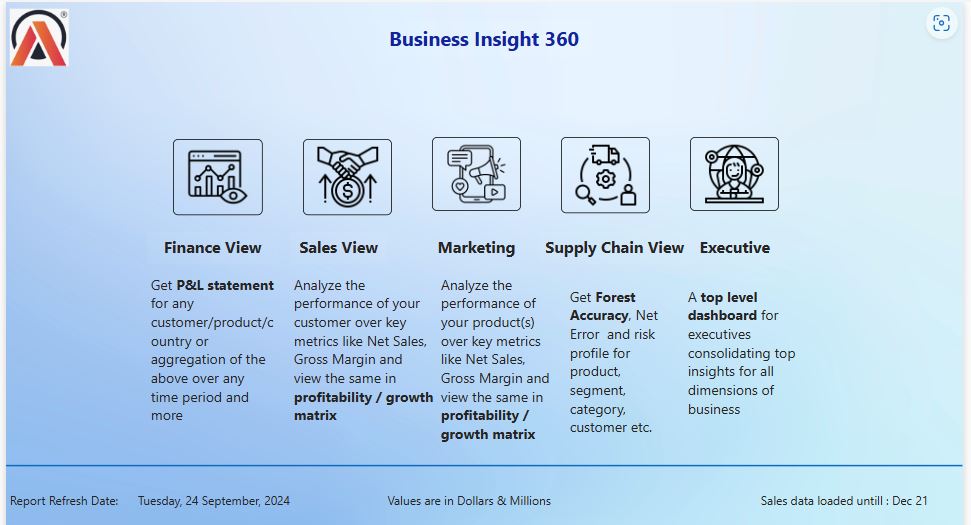 Business Insight 360
Finance View
Sales View
Marketing
Supply Chain View
Executive
Get P&L statement
for any
customer/product/c
ountry or
aggregation of the
above over any
time period and
more
Analyze the
performance of your
customer over key
metrics like Net Sales,
Gross Margin and
view the same in
profitability / growth
matrix
Analyze the
performance of
your product(s)
over key metrics
like Net Sales,
Gross Margin and
view the same in
profitability /
growth matrix
Get Forest
Accuracy, Net
Error and risk
profile for
product,
segment,
category,
customer etc.
A top level
dashboard for
executives
consolidating top
insights for all
dimensions of
business
Report Refresh Date: Tuesday, 24 September, 2024
Values are in Dollars & Millions
Sales data loaded untill : Dec 21